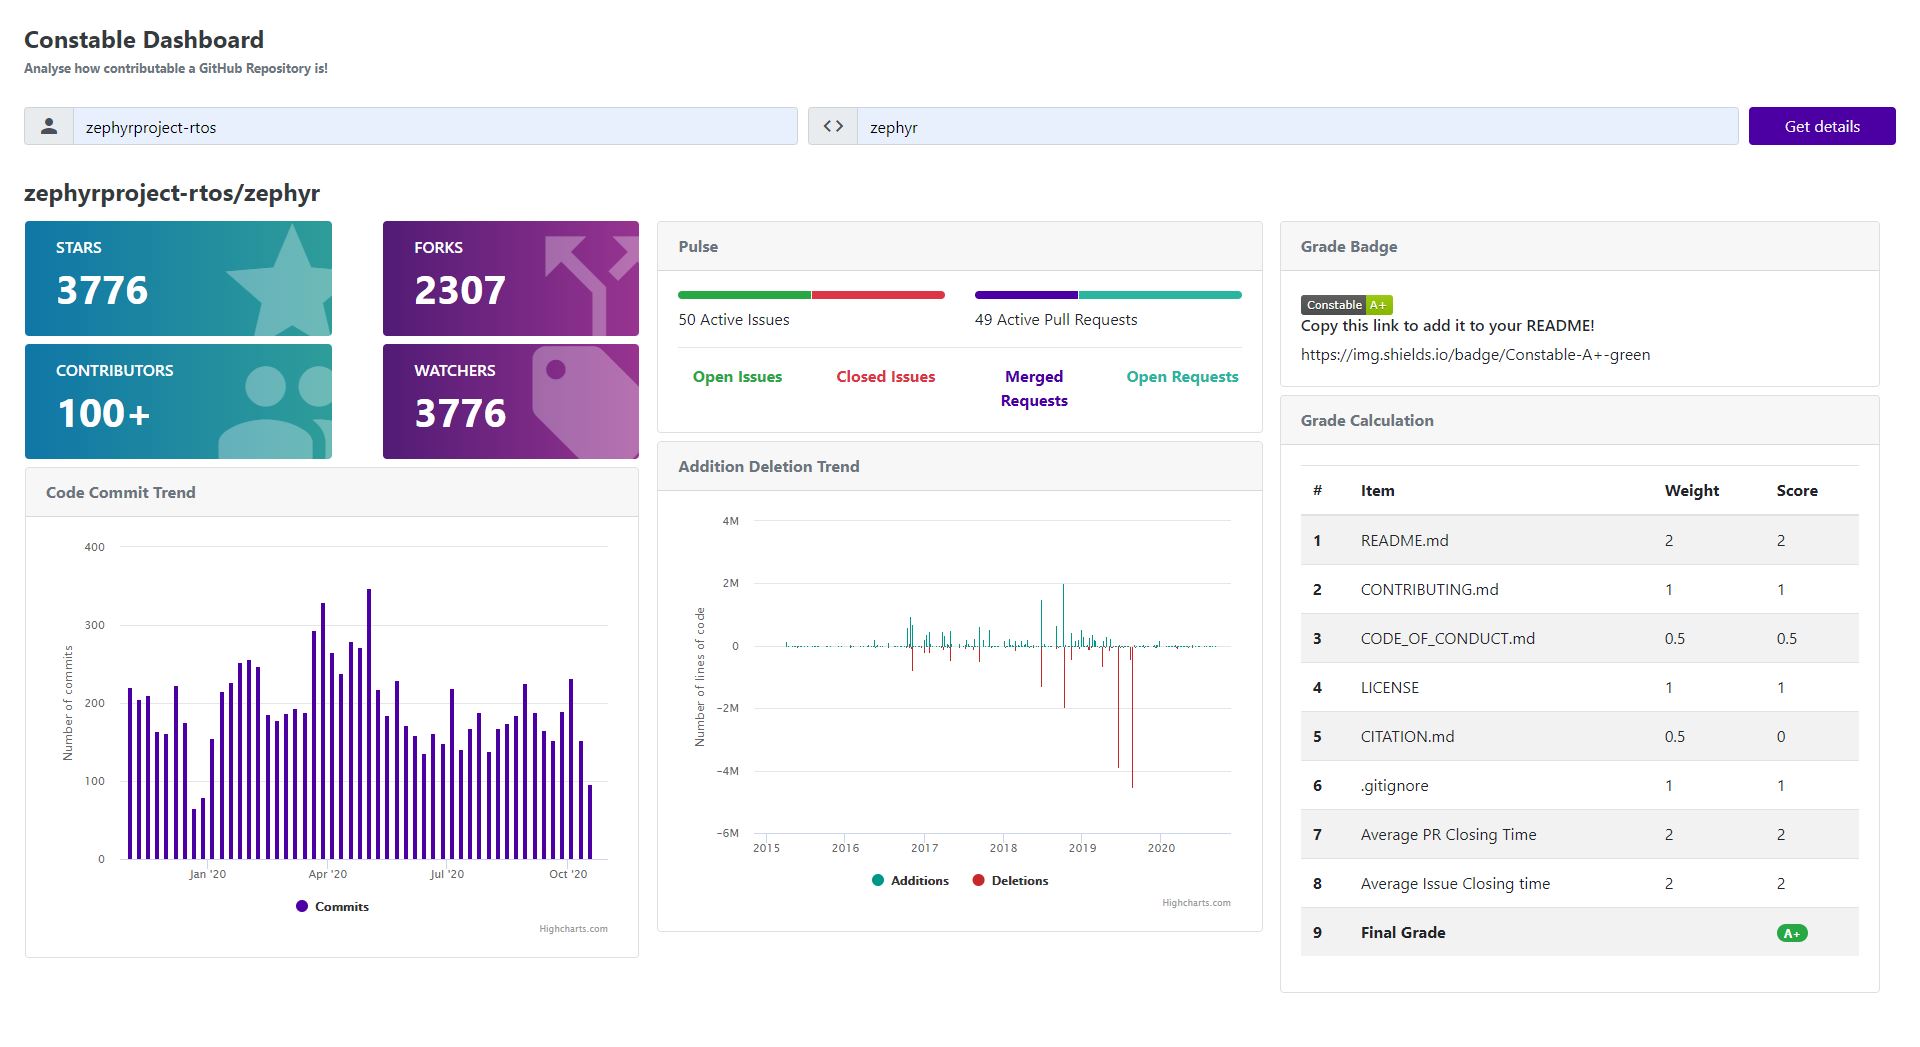 Constable Dashboard
Analyse how contributable a GitHub Repository is!
zephyrproject-rtos
zephyr
Get details
zephyrproject-rtos/zephyr
STARS
3776
FORKS
2307
CONTRIBUTORS
100+
WATCHERS
3776
Code Commit Trend
400
300
200
100
0
Number of commits
Jan '20 Apr '20 Jul '20 Oct '20
Commits
Highcharts.com
Pulse
50 Active Issues
49 Active Pull Requests
Open Issues
Closed Issues
Merged
Requests
Open Requests
Addition Deletion Trend
4M
2M
0
−2M
−4M
−6M
Number of lines of code
2015 2016 2017 2018 2019 2020
Additions Deletions
Highcharts.com
Grade Badge
Constable A+
Copy this link to add it to your README!
https://img.shields.io/badge/Constable-A+-green
Grade Calculation
# Item Weight Score
1 README.md 2 2
2 CONTRIBUTING.md 1 1
3 CODE_OF_CONDUCT.md 0.5 0.5
4 LICENSE 1 1
5 CITATION.md 0.5 0
6 .gitignore 1 1
7 Average PR Closing Time 2 2
8 Average Issue Closing time 2 2
9 Final Grade A+